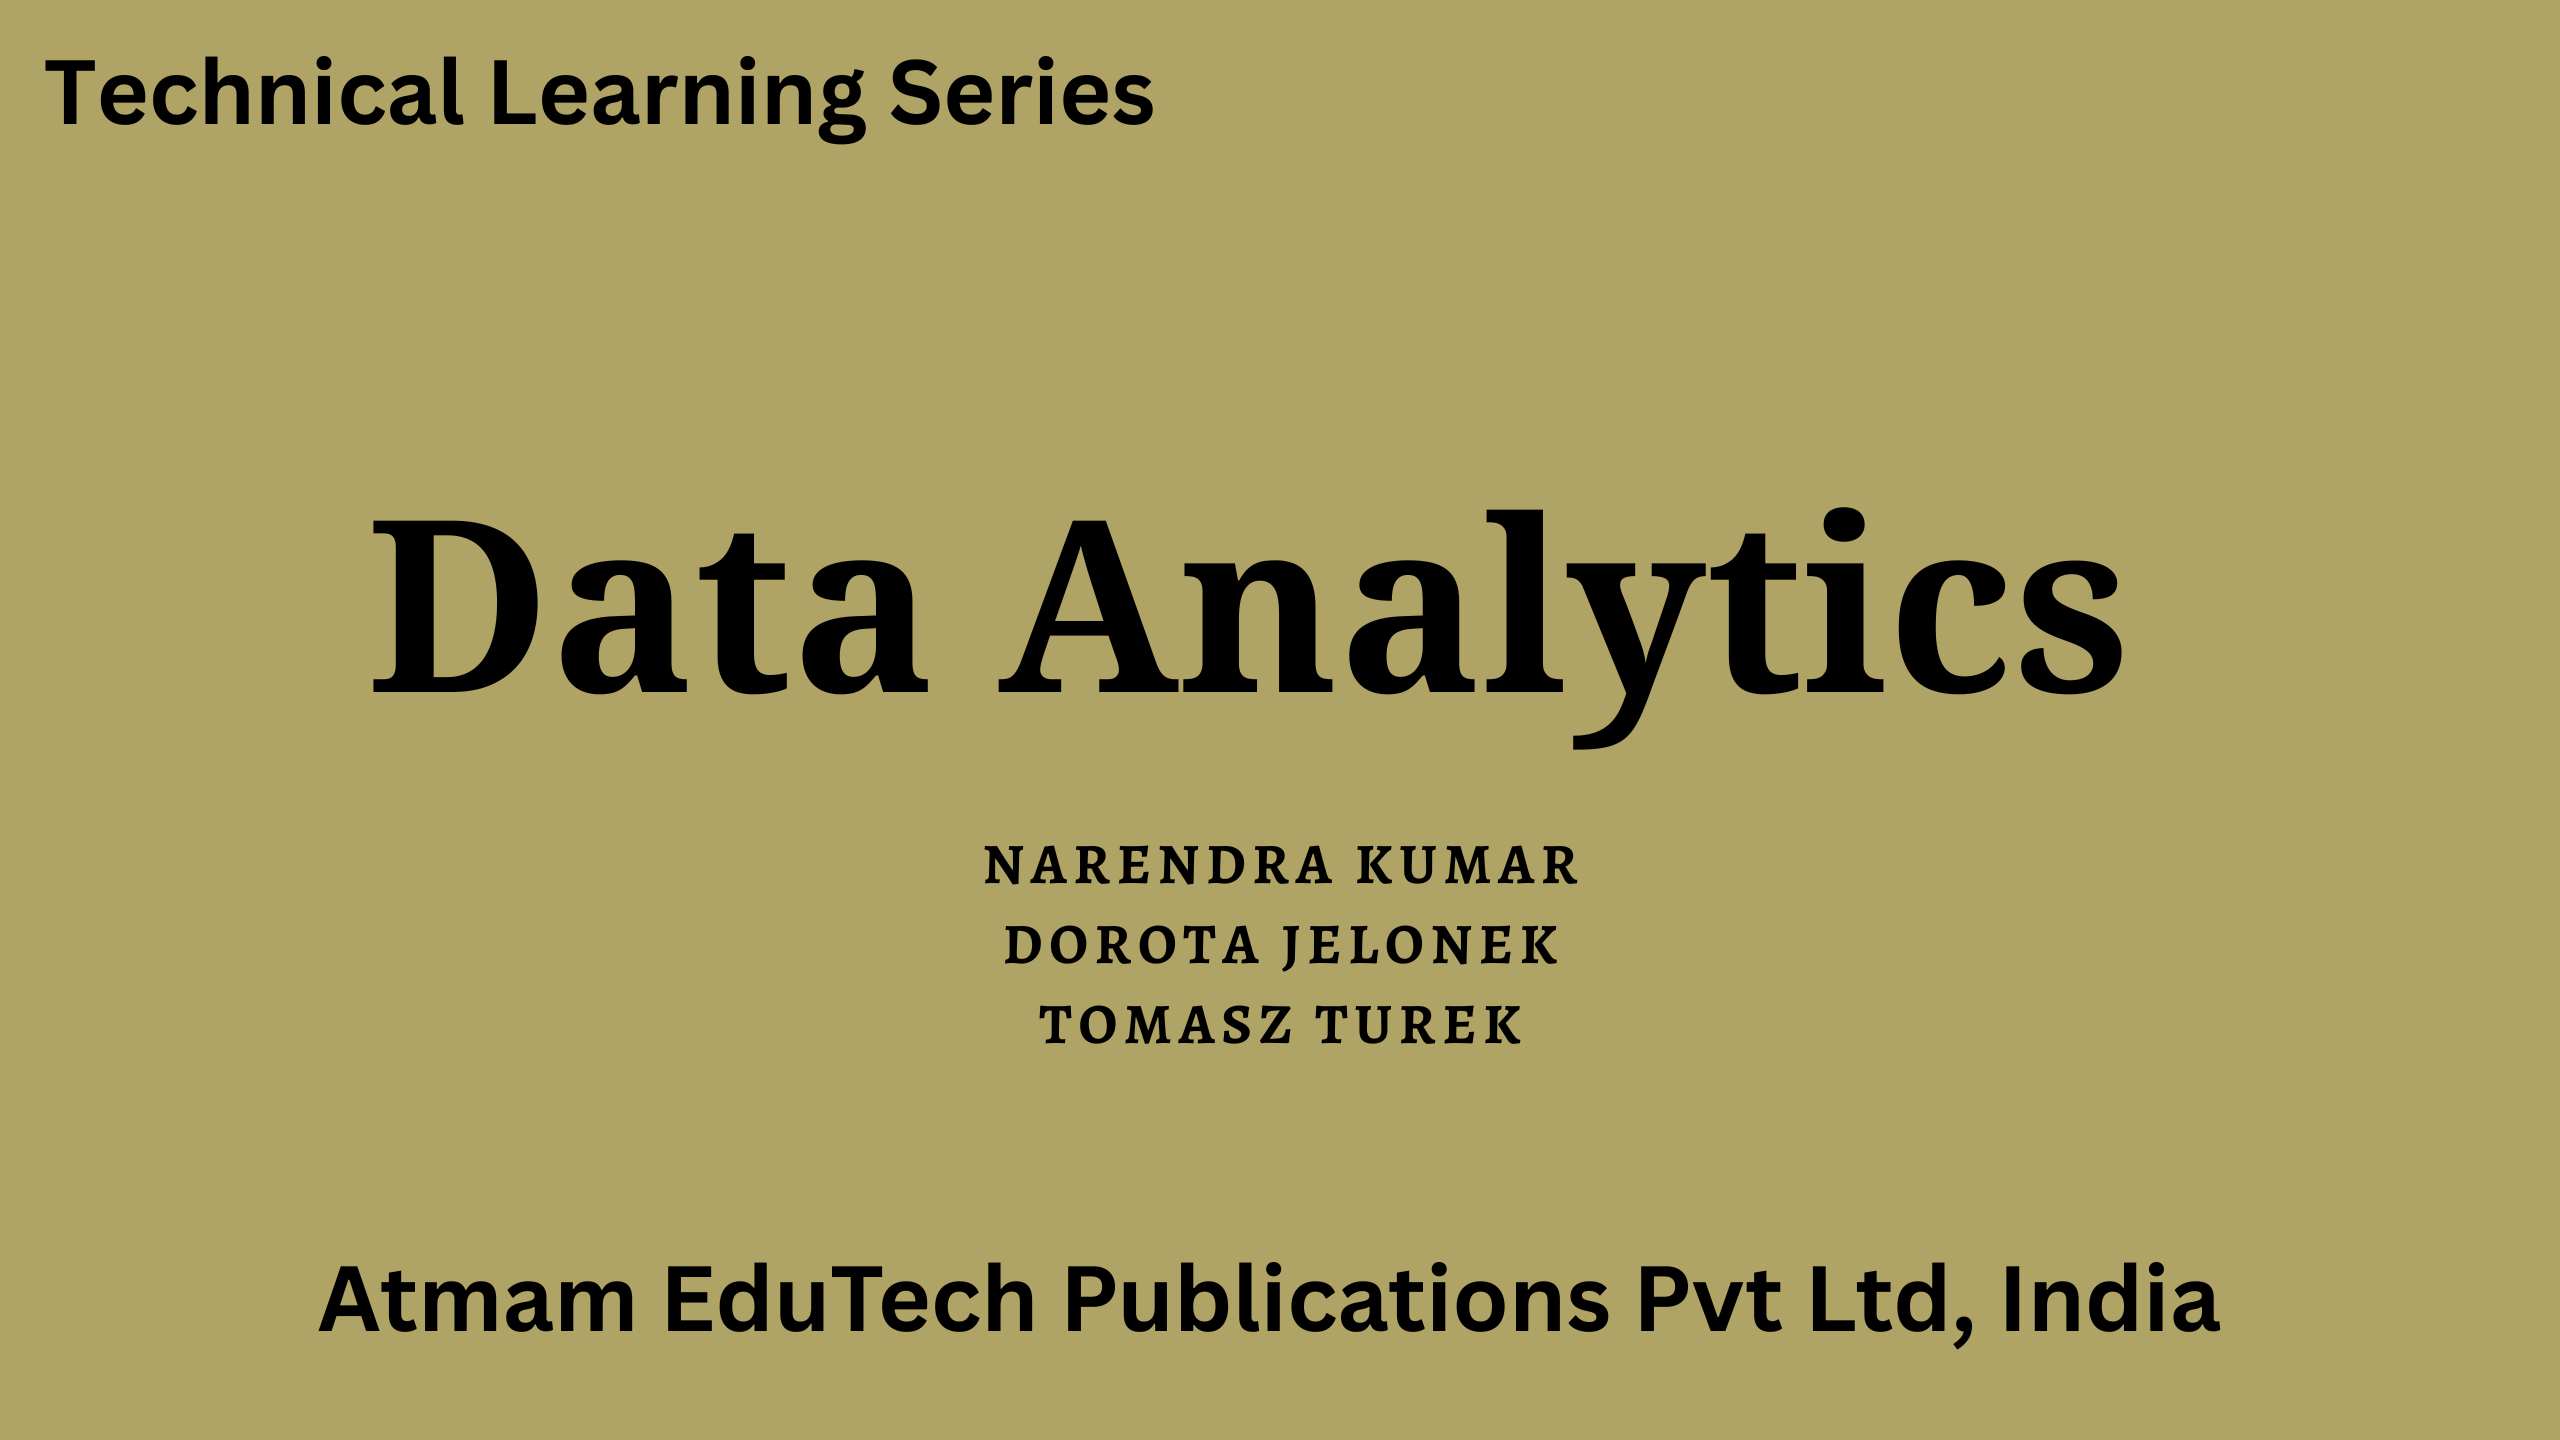 Technical Learning Series
Data Analytics
NARENDRA KUMAR
DOROTA JELONEK
TOMASZ TUREK
Atmam EduTech Publications Pvt Ltd, India